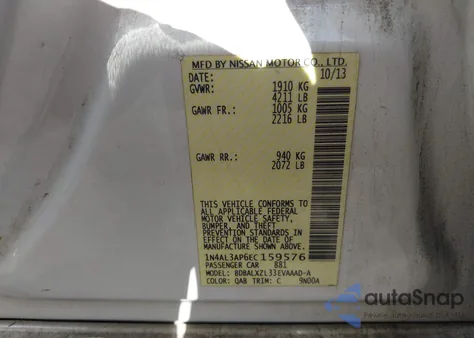 MFD BY NISSAN MOTOR CO., LTD.
DATE: 10/13
GVWR: 1910 KG
4211 LB
GAWR FR.: 1005 KG
2216 LB
GAWR RR.: 940 KG
2072 LB
THIS VEHICLE CONFORMS TO
ALL APPLICABLE FEDERAL
MOTOR VEHICLE SAFETY,
BUMPER, AND THEFT
PREVENTION STANDARDS
IN EFFECT ON THE DATE OF
MANUFACTURE SHOWN ABOVE.
1N4AL3AP6EC159576
PASSENGER CAR 881
MODEL: BDBALXZL33EVAAAD-A
COLOR: QAB TRIM: C 9N00A
autoSnap